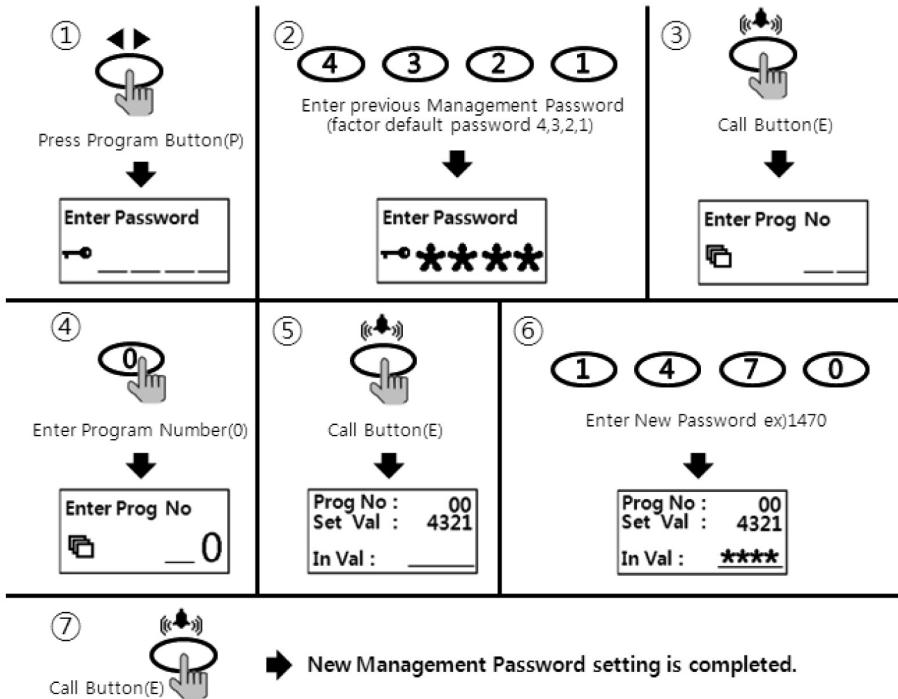 ①
Press Program Button(P)
Enter Password
②
4 3 2 1
Enter previous Management Password
(factor default password 4,3,2,1)
Enter Password
③
Call Button(E)
Enter Prog No
④
0
Enter Program Number(0)
Enter Prog No
_0
⑤
Call Button(E)
Prog No : 00
Set Val : 4321
In Val :
⑥
1 4 7 0
Enter New Password ex)1470
Prog No : 00
Set Val : 4321
In Val : ****
⑦
Call Button(E)
New Management Password setting is completed.